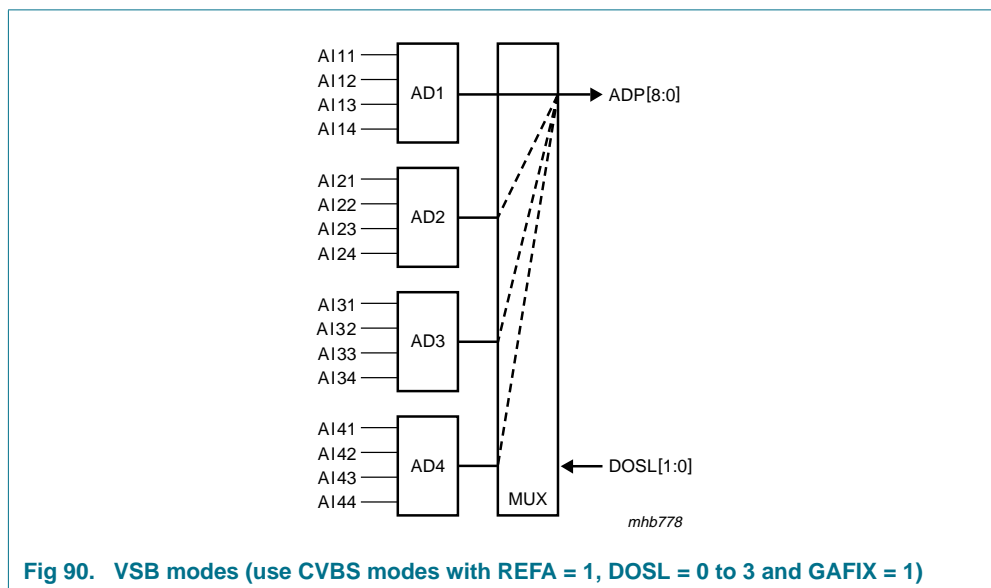 AI11
AI12
AI13
AI14
AD1
ADP[8:0]
AI21
AI22
AI23
AI24
AD2
AI31
AI32
AI33
AI34
AD3
AI41
AI42
AI43
AI44
AD4
DOSL[1:0]
MUX
mhb778
Fig 90. VSB modes (use CVBS modes with REFA = 1, DOSL = 0 to 3 and GAFIX = 1)